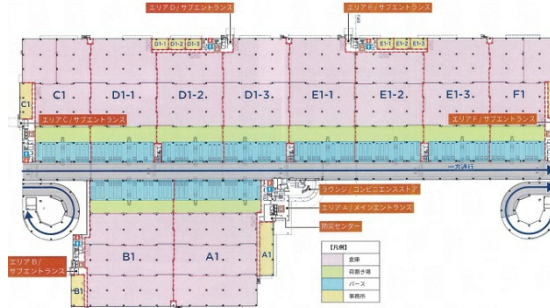 エリアD/サブエントランス
エリアE/サブエントランス
D1-1 D1-2 D1-3
E1-1 E1-2 E1-3
C1 D1-1 D1-2 D1-3 E1-1 E1-2 E1-3 F1
C1
エリアC/サブエントランス
エリアF/サブエントランス
一方通行
ラウンジ/コンビニエンスストア
エリアA/メインエントランス
防災センター
B1 A1
A1
エリアB/
サブエントランス
B1
【凡例】
倉庫
荷捌き場
バース
事務所